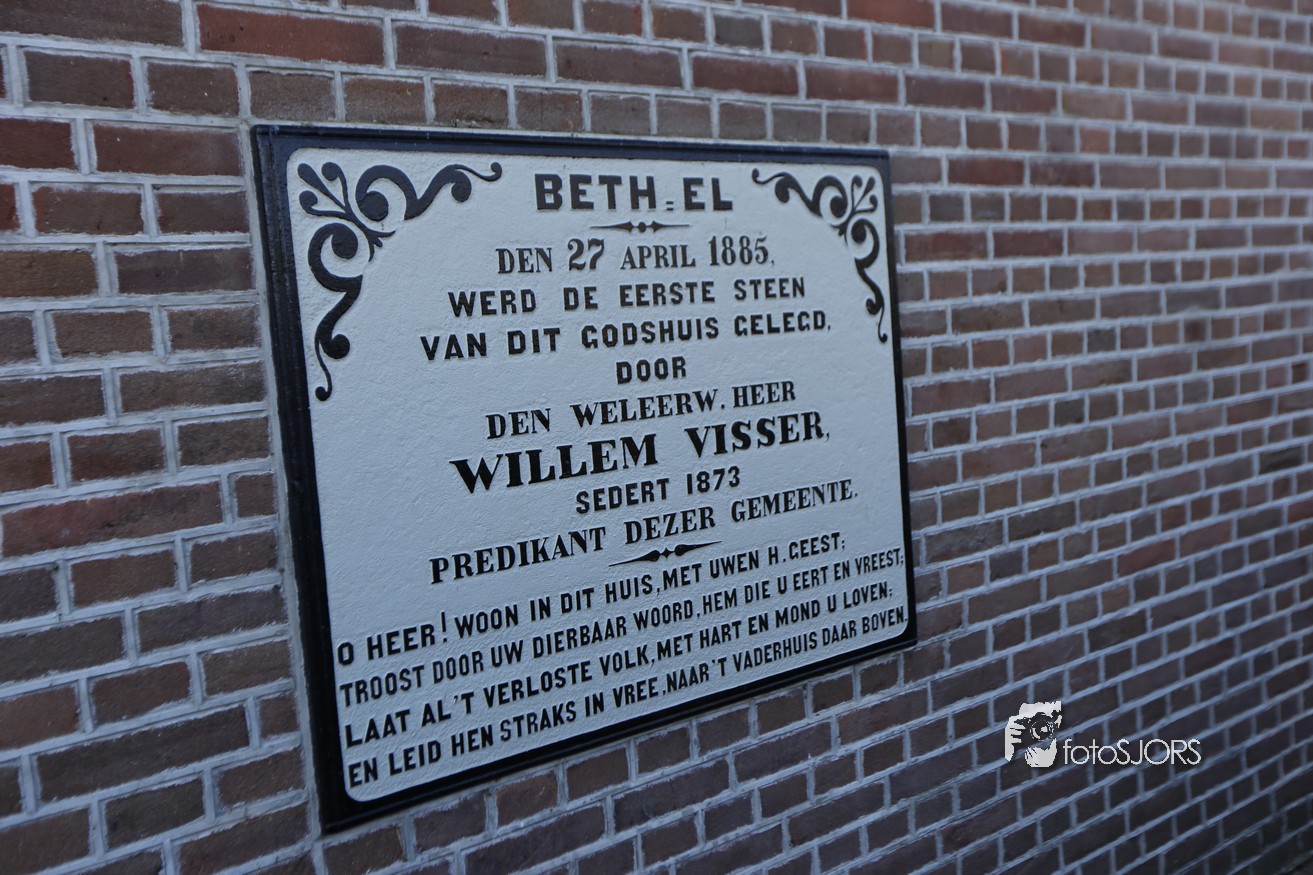 BETH=EL
DEN 27 APRIL 1885,
WERD DE EERSTE STEEN
VAN DIT GODSHUIS GELEGD,
DOOR
DEN WELEERW. HEER
WILLEM VISSER,
SEDERT 1873
PREDIKANT DEZER GEMEENTE.
O HEER! WOON IN DIT HUIS, MET UWEN H. GEEST;
TROOST DOOR UW DIERBAAR WOORD, HEM DIE U EERT EN VREEST;
LAAT AL 'T VERLOSTE VOLK, MET HART EN MOND U LOVEN;
EN LEID HEN STRAKS IN VREE, NAAR 'T VADERHUIS DAAR BOVEN.
fotoSJORS